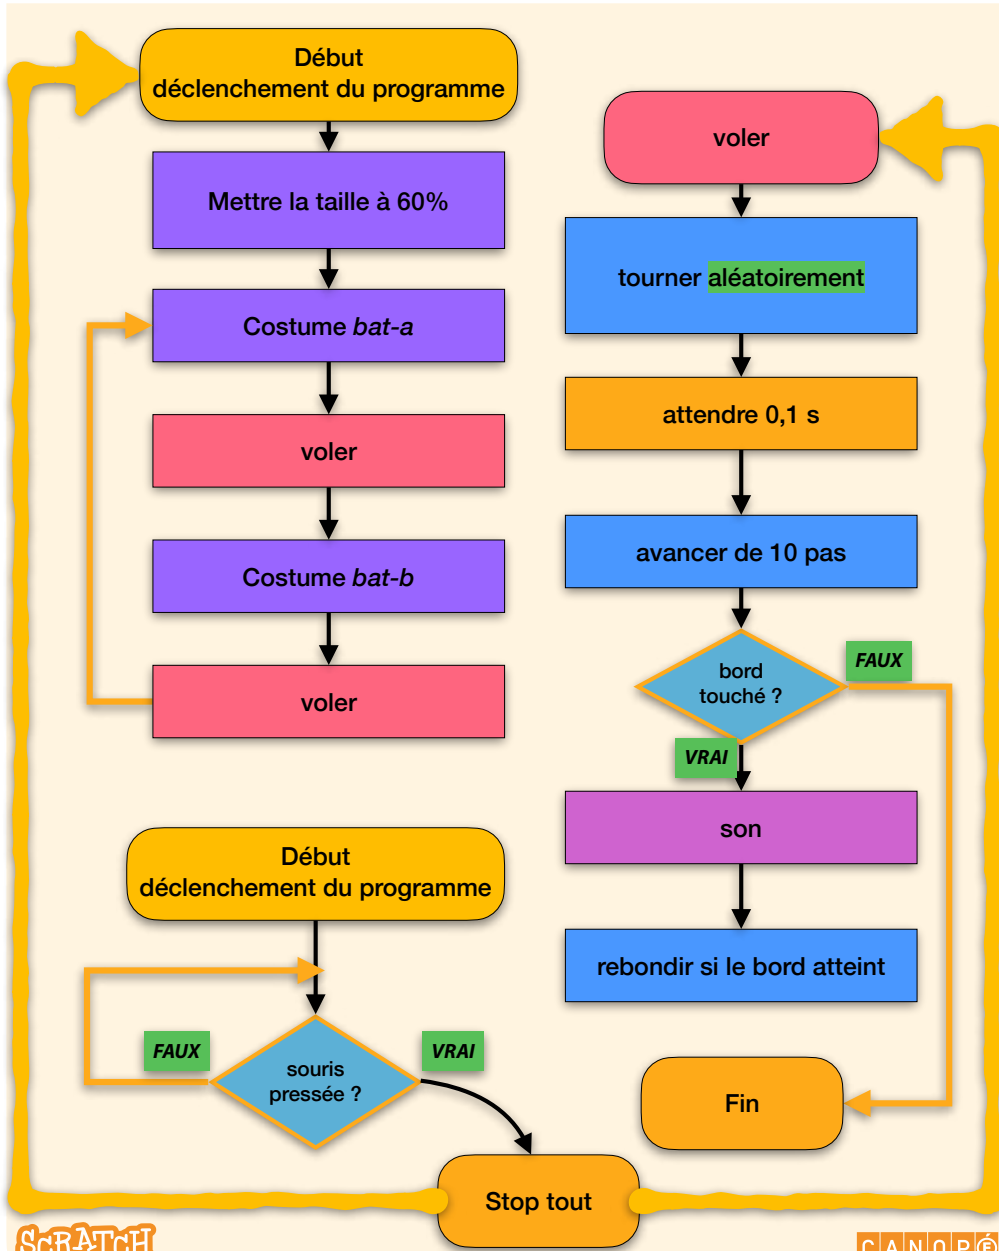 Début
déclenchement du programme
Mettre la taille à 60%
Costume bat-a
voler
Costume bat-b
voler
voler
tourner aléatoirement
attendre 0,1 s
avancer de 10 pas
bord
touché ?
FAUX
VRAI
son
rebondir si le bord atteint
Fin
Début
déclenchement du programme
souris
pressée ?
FAUX
VRAI
Stop tout
SCRATCH
CANOPÉ